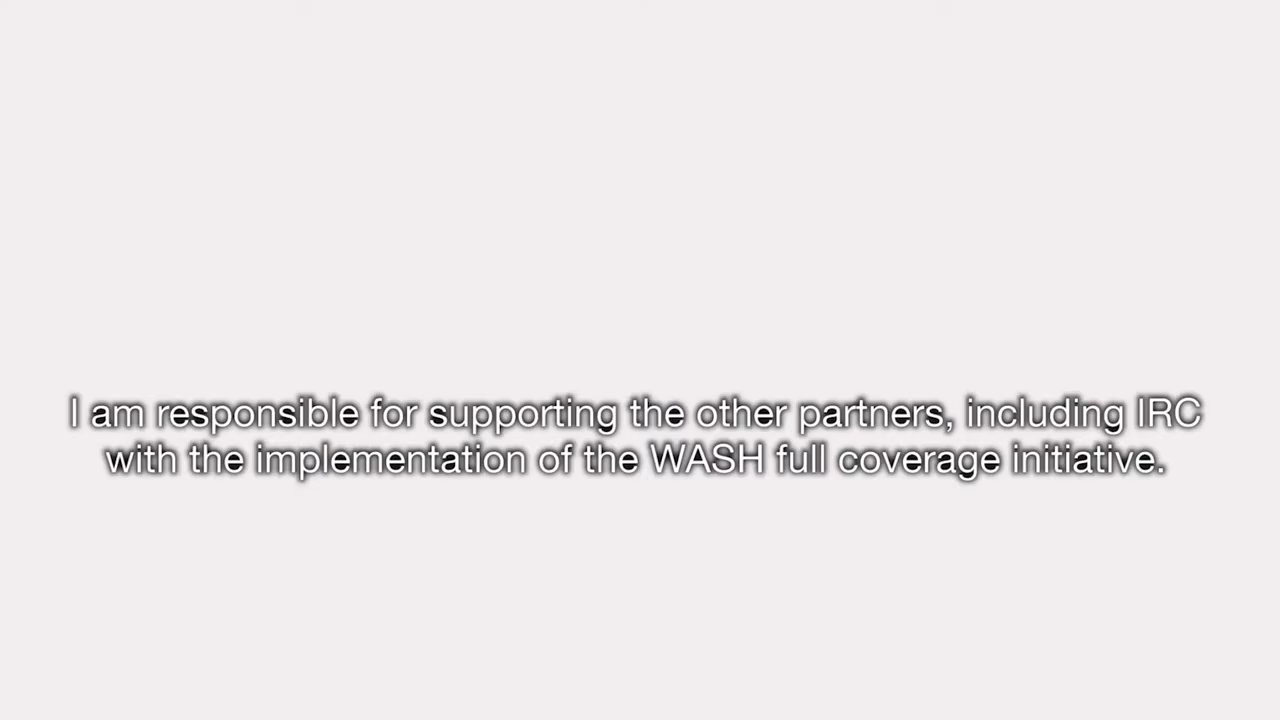 I am responsible for supporting the other partners, including IRC
with the implementation of the WASH full coverage initiative.